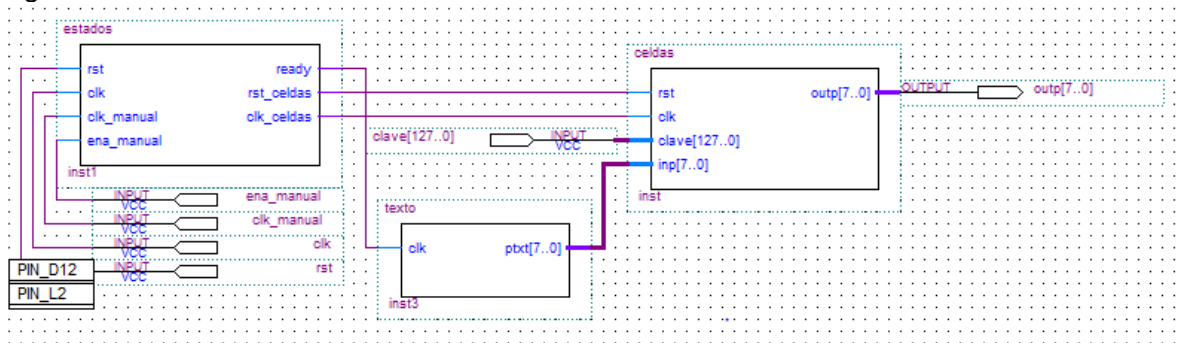 estados
rst ready
clk rst_celdas
clk_manual clk_celdas
ena_manual
inst1
celdas
rst outp[7..0]
clk
clave[127..0]
inp[7..0]
inst
OUTPUT outp[7..0]
clave[127..0] INPUT
VCC
INPUT ena_manual
VCC
INPUT clk_manual
VCC
INPUT clk
VCC
INPUT rst
VCC
PIN_D12
PIN_L2
texto
clk ptxt[7..0]
inst3